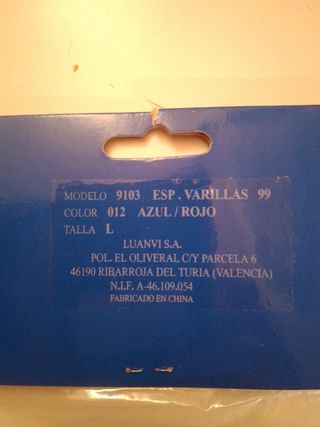 MODELO 9103 ESP. VARILLAS 99
COLOR 012 AZUL/ROJO
TALLA L
LUANVI S.A.
POL. EL OLIVERAL C/Y PARCELA 6
46190 RIBARROJA DEL TURIA (VALENCIA)
N.I.F. A-46.109.054
FABRICADO EN CHINA